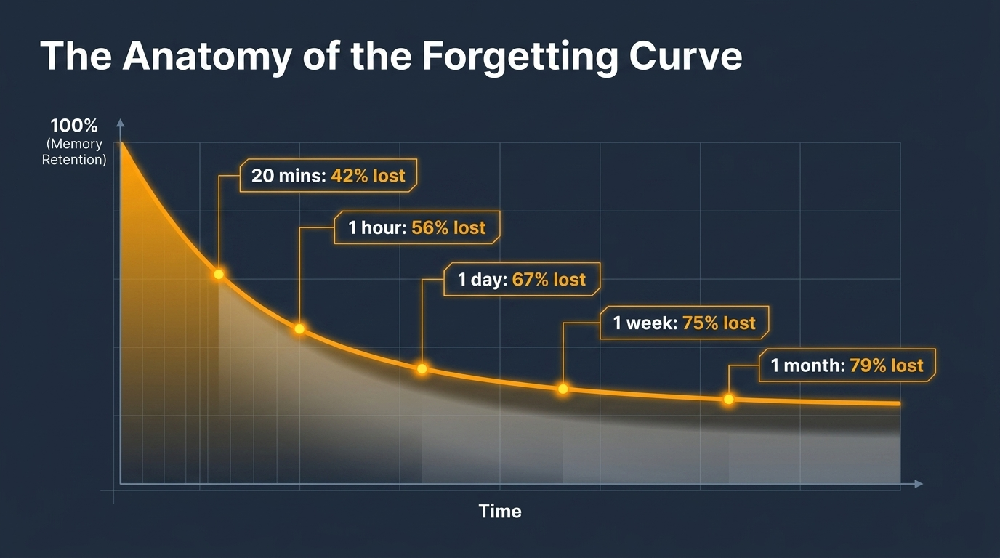 The Anatomy of the Forgetting Curve
100%
(Memory
Retention)
20 mins: 42% lost
1 hour: 56% lost
1 day: 67% lost
1 week: 75% lost
1 month: 79% lost
Time